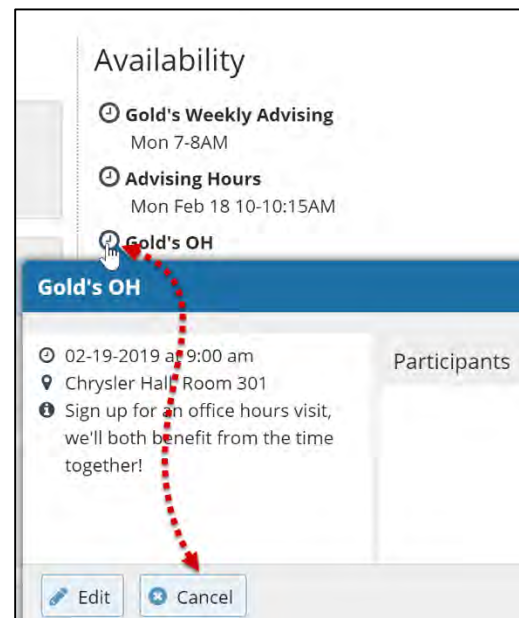 Availability
Gold's Weekly Advising
Mon 7-8AM
Advising Hours
Mon Feb 18 10-10:15AM
Gold's OH
Gold's OH
02-19-2019 at 9:00 am
Chrysler Hall, Room 301
Sign up for an office hours visit,
we'll both benefit from the time
together!
Participants
Edit
Cancel